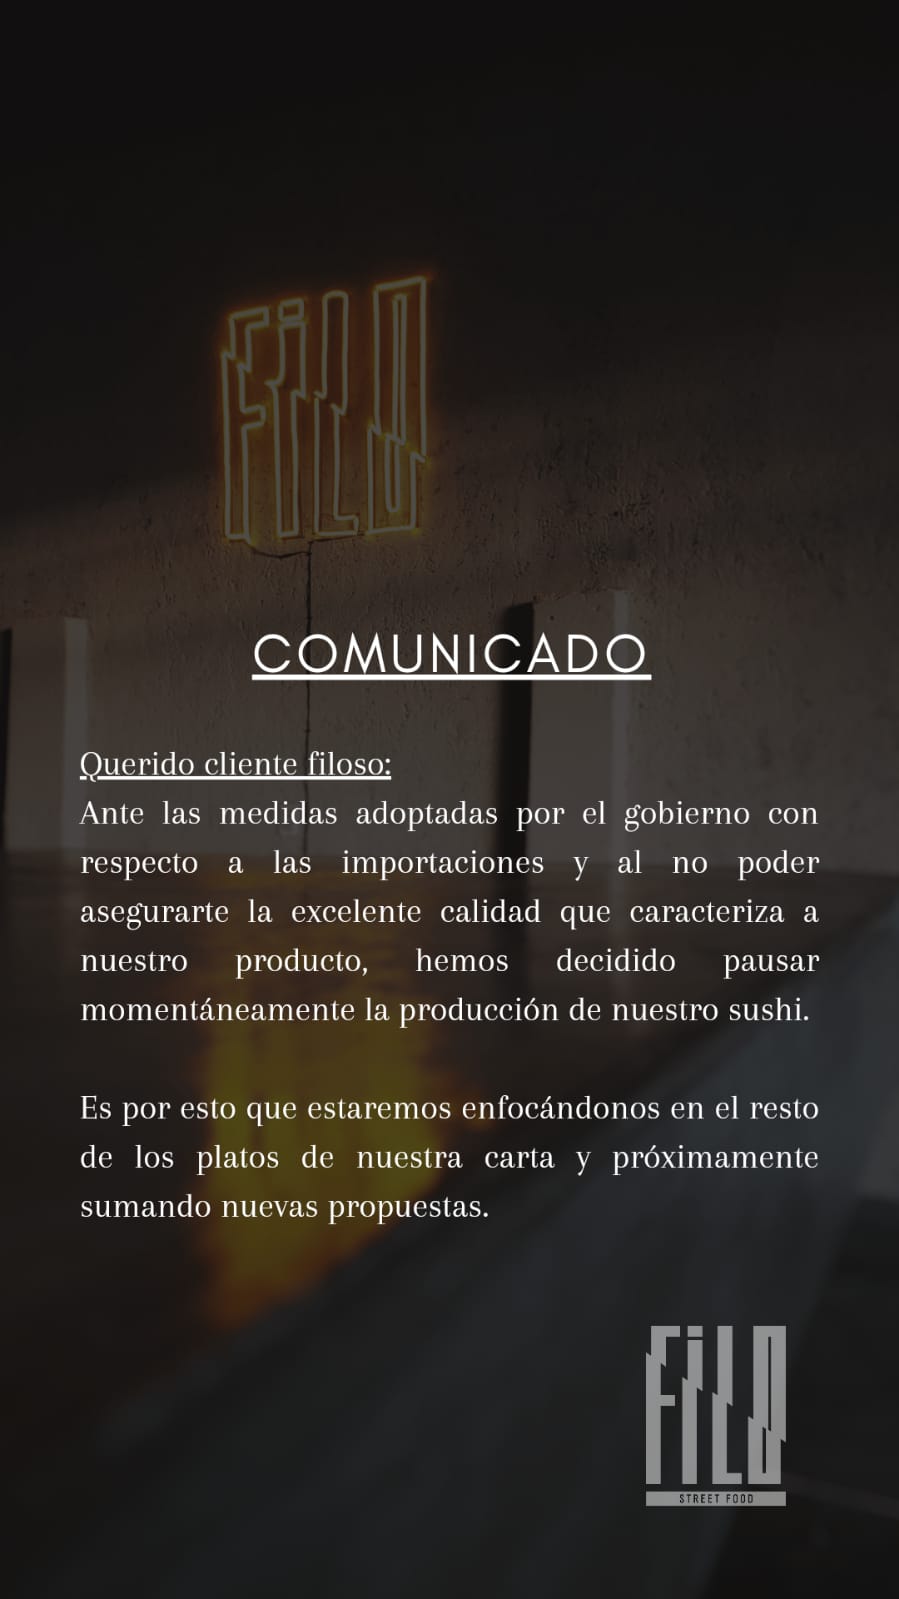 FiLO
COMUNICADO
Querido cliente filoso:
Ante las medidas adoptadas por el gobierno con
respecto a las importaciones y al no poder
asegurarte la excelente calidad que caracteriza a
nuestro producto, hemos decidido pausar
momentáneamente la producción de nuestro sushi.
Es por esto que estaremos enfocándonos en el resto
de los platos de nuestra carta y próximamente
sumando nuevas propuestas.
FiLO
STREET FOOD